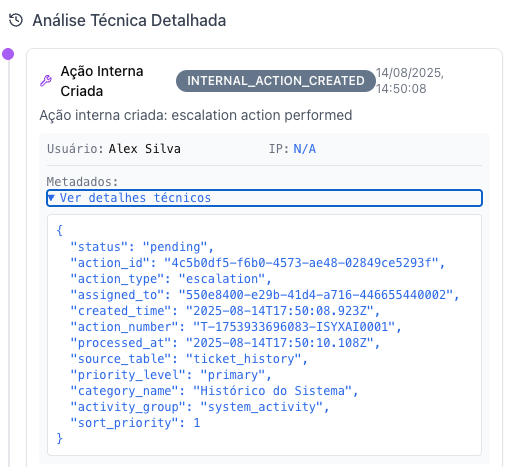 Análise Técnica Detalhada
Ação Interna Criada
INTERNAL_ACTION_CREATED
14/08/2025, 14:50:08
Ação interna criada: escalation action performed
Usuário: Alex Silva
IP: N/A
Metadados:
▼ Ver detalhes técnicos
{
  "status": "pending",
  "action_id": "4c5b0df5-f6b0-4573-ae48-02849ce5293f",
  "action_type": "escalation",
  "assigned_to": "550e8400-e29b-41d4-a716-446655440002",
  "created_time": "2025-08-14T17:50:08.923Z",
  "action_number": "T-1753933696083-ISYXAI0001",
  "processed_at": "2025-08-14T17:50:10.108Z",
  "source_table": "ticket_history",
  "priority_level": "primary",
  "category_name": "Histórico do Sistema",
  "activity_group": "system_activity",
  "sort_priority": 1
}